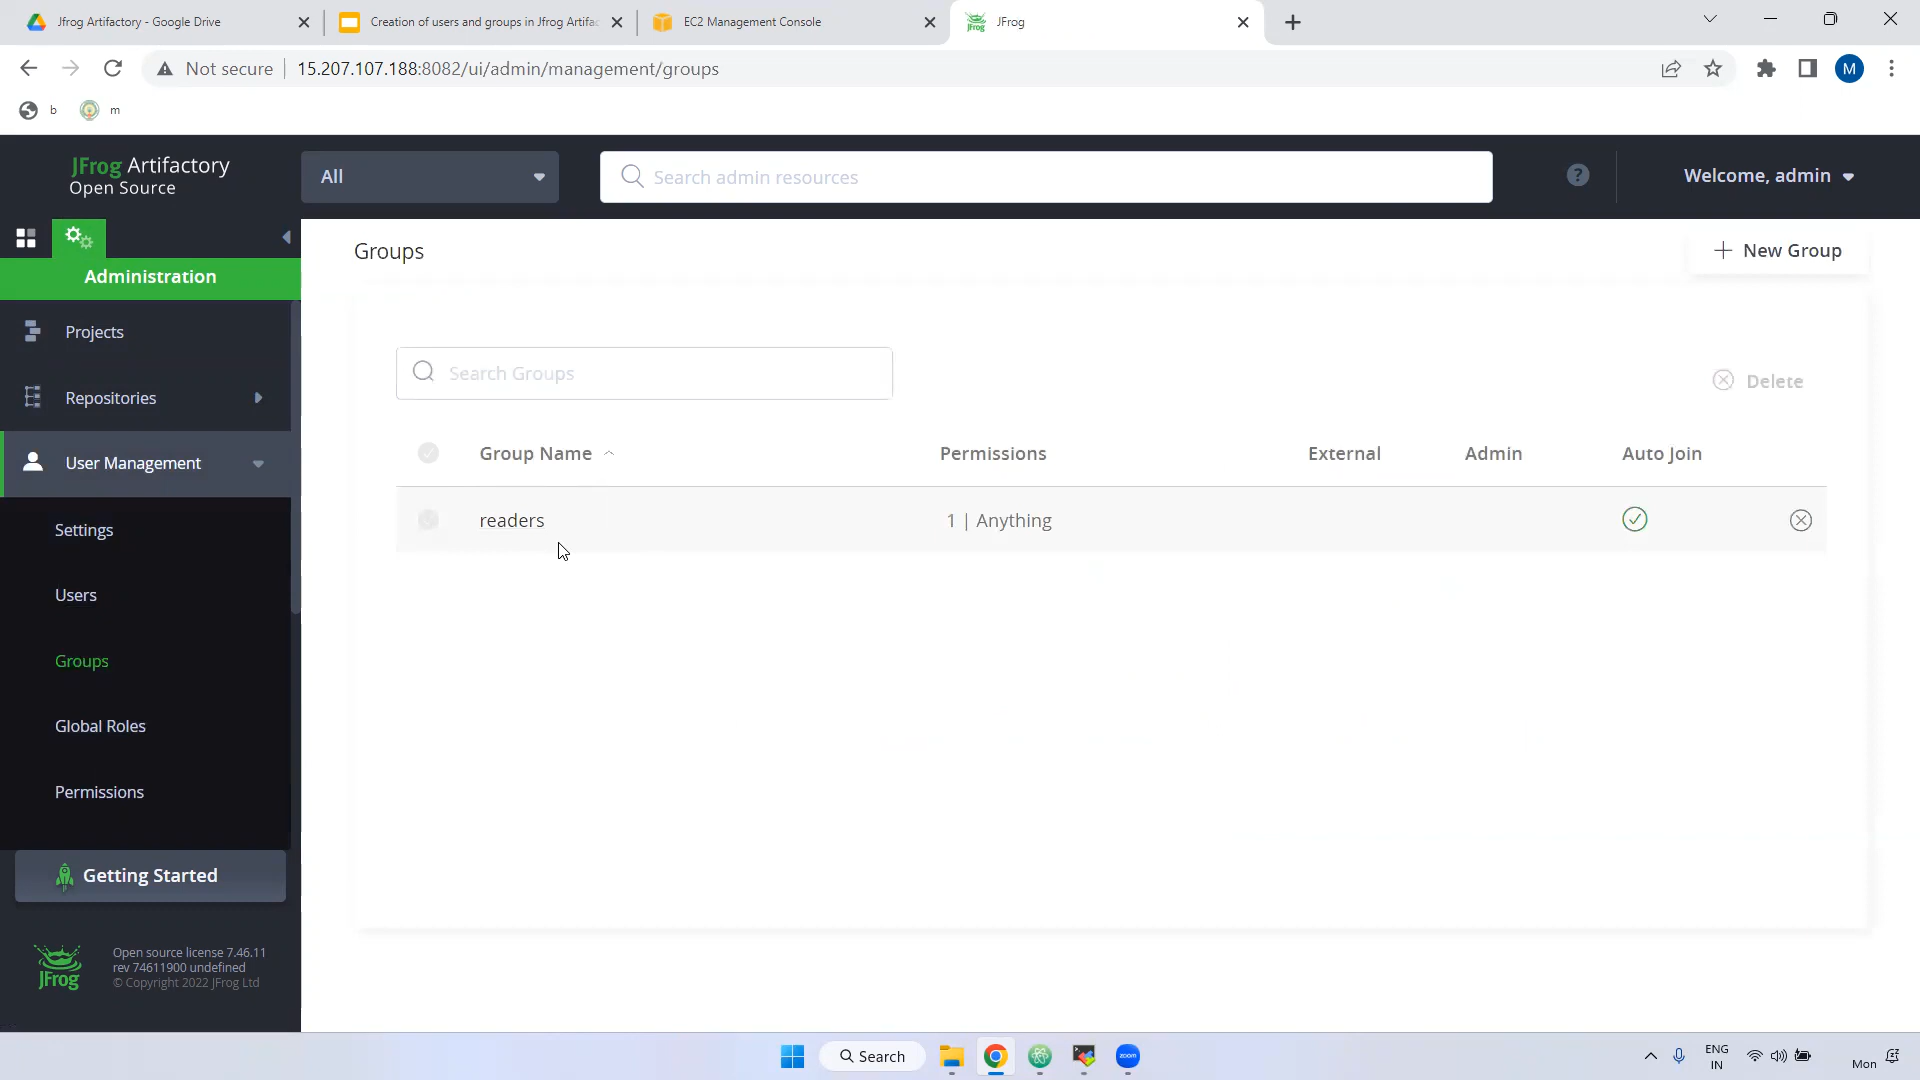 Jfrog Artifactory - Google Drive
Creation of users and groups in Jfrog Artifac
EC2 Management Console
JFrog
Not secure
15.207.107.188:8082/ui/admin/management/groups
M
b
m
JFrog Artifactory
Open Source
All
Search admin resources
?
Welcome, admin
Administration
Groups
New Group
Projects
Repositories
User Management
Settings
Users
Groups
Global Roles
Permissions
Search Groups
Delete
Group Name
Permissions
External
Admin
Auto Join
readers
1 | Anything
Getting Started
JFrog
Open source license 7.46.11
rev 74611900 undefined
© Copyright 2022 JFrog Ltd
Search
zoom
ENG
IN
Mon